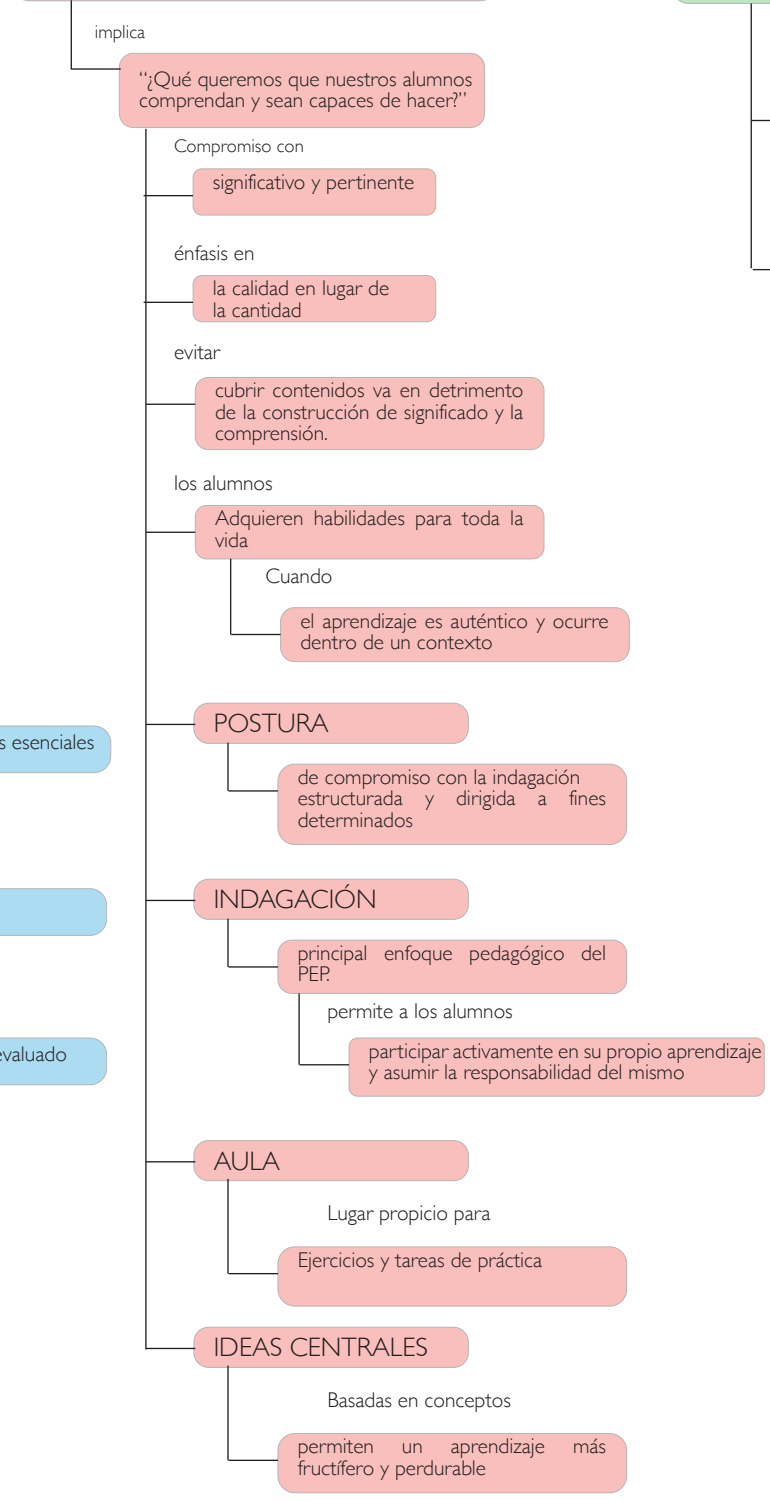 implica
“¿Qué queremos que nuestros alumnos
comprendan y sean capaces de hacer?”
Compromiso con
significativo y pertinente
énfasis en
la calidad en lugar de
la cantidad
evitar
cubrir contenidos va en detrimento
de la construcción de significado y la
comprensión.
los alumnos
Adquieren habilidades para toda la
vida
Cuando
el aprendizaje es auténtico y ocurre
dentro de un contexto
POSTURA
s esenciales
de compromiso con la indagación
estructurada y dirigida a fines
determinados
INDAGACIÓN
principal enfoque pedagógico del
PEP.
permite a los alumnos
evaluado
participar activamente en su propio aprendizaje
y asumir la responsabilidad del mismo
AULA
Lugar propicio para
Ejercicios y tareas de práctica
IDEAS CENTRALES
Basadas en conceptos
permiten un aprendizaje más
fructífero y perdurable